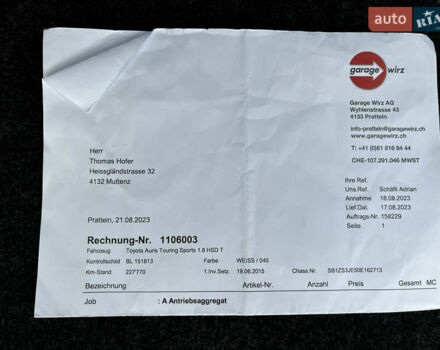 auto RIA
garage wirz
Garage Wirz AG
Wyhlenstrasse 43
4133 Pratteln
info-pratteln@garagewirz.ch
www.garagewirz.ch
T: +41 (0)61 816 94 44
CHE-107.291.046 MWST
Herr
Thomas Hofer
Heissgländstrasse 32
4132 Muttenz
Ihr Ref.
Uns.Ref. Schäfli Adrian
Annahme 18.08.2023
Lief.Dat. 17.08.2023
Auftrags-Nr. 158229
Seite 1
Pratteln, 21.08.2023
Rechnung-Nr. 1106003
Fahrzeug Toyota Auris Touring Sports 1.8 HSD T
Kontrollschild BL 151813 Farbe WEISS / 040
Km-Stand 227'770 1.Inv.Setz. 19.06.2015 Chass.Nr. SB1ZS3JE50E162713
Bezeichnung Artikel-Nr. Anzahl Preis Gesamt MC
Job : A Antriebsaggregat